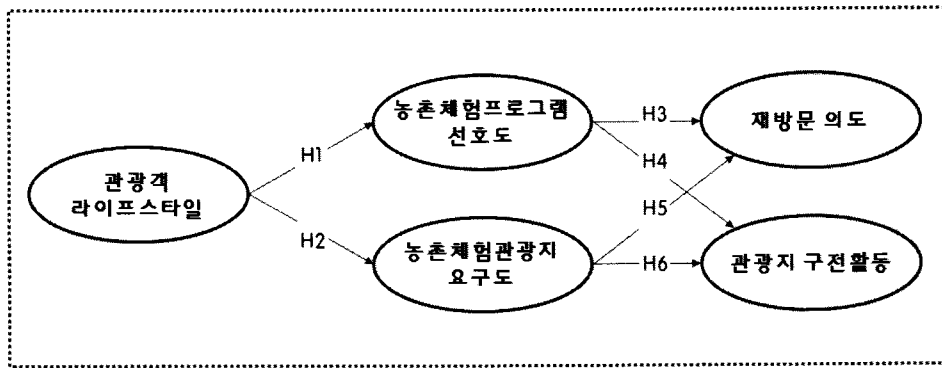 농촌체험프로그램
선호도
재방문 의도
H1
H3
H4
관광객
라이프스타일
H2
H5
H6
농촌체험관광지
요구도
관광지 구전활동